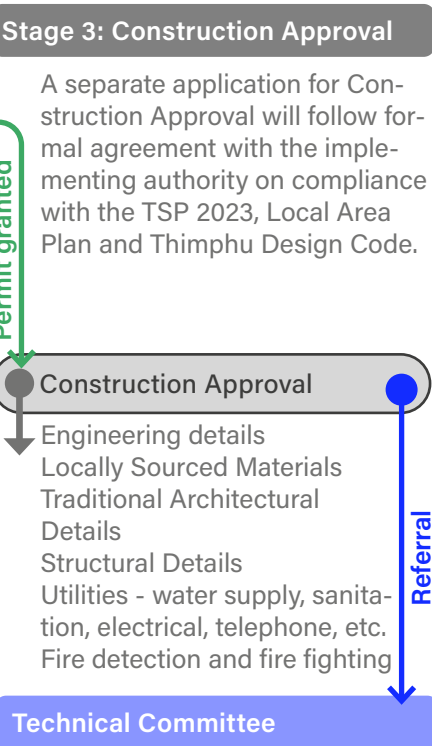 Stage 3: Construction Approval
A separate application for Con-
struction Approval will follow for-
mal agreement with the imple-
menting authority on compliance
with the TSP 2023, Local Area
Plan and Thimphu Design Code.
Permit granted
Construction Approval
Engineering details
Locally Sourced Materials
Traditional Architectural
Details
Structural Details
Utilities - water supply, sanita-
tion, electrical, telephone, etc.
Fire detection and fire fighting
Referral
Technical Committee